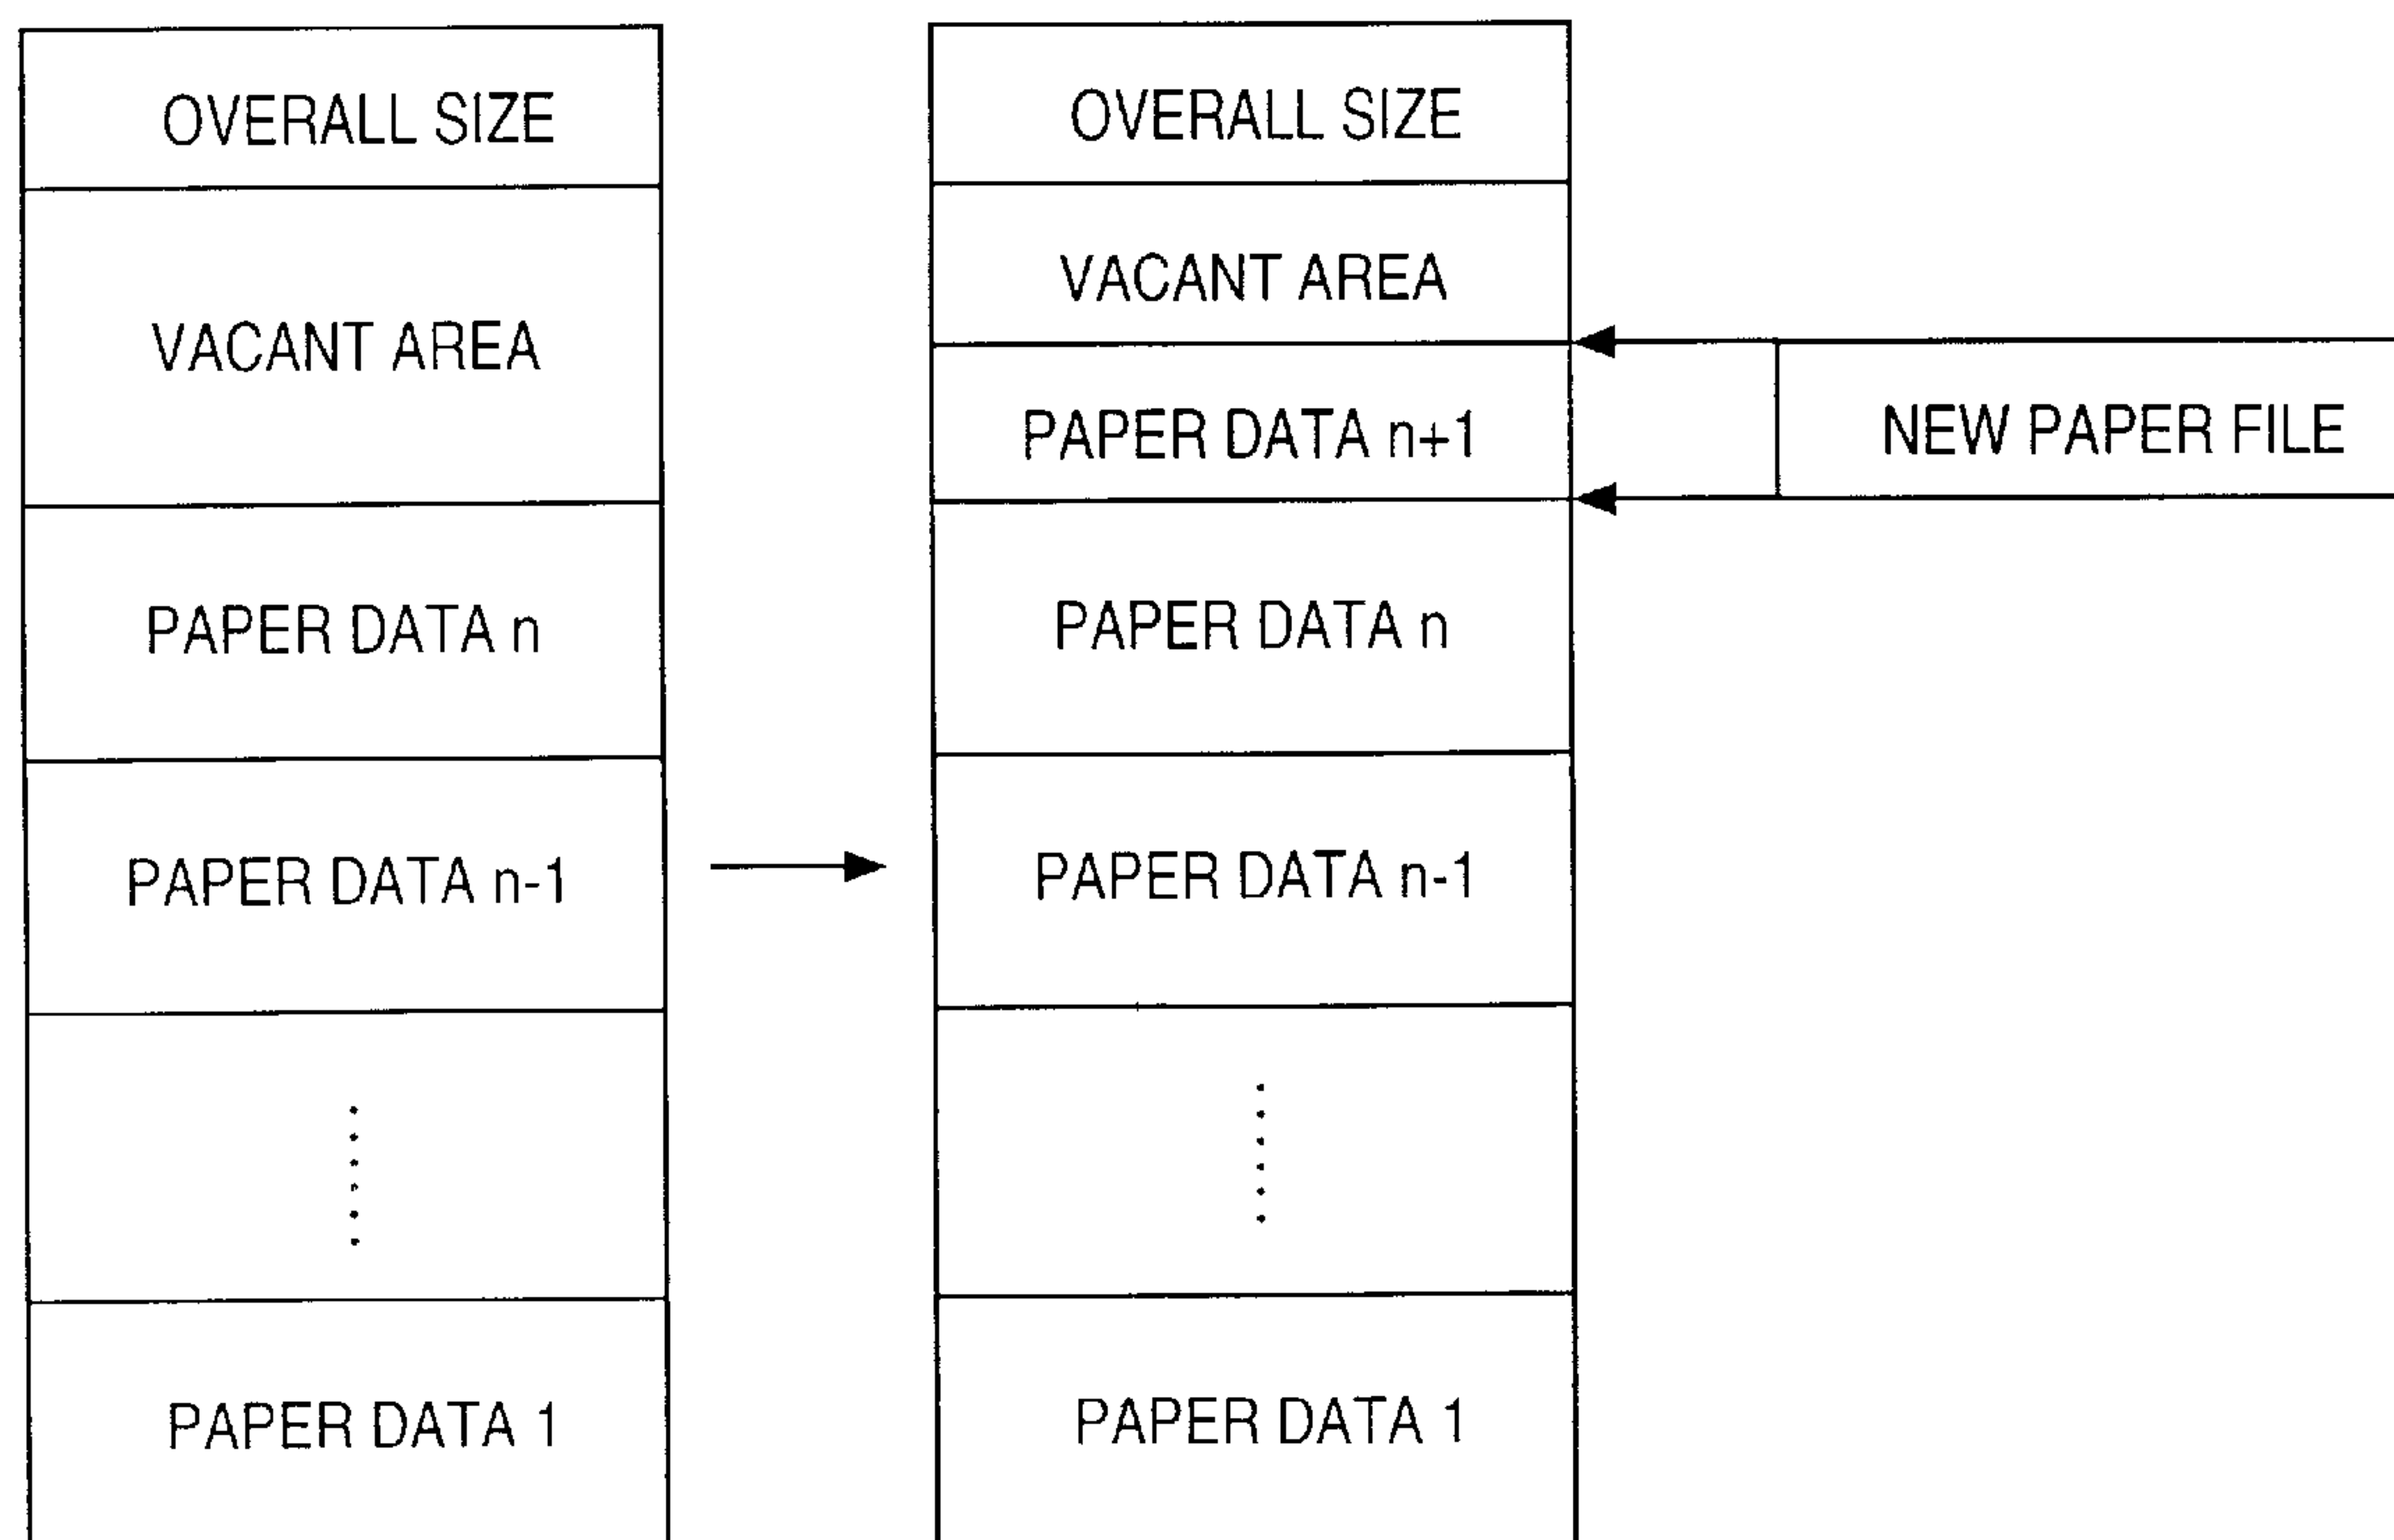 OVERALL SIZE
VACANT AREA
PAPER DATA n
PAPER DATA n-1
PAPER DATA 1
OVERALL SIZE
VACANT AREA
PAPER DATA n+1
PAPER DATA n
PAPER DATA n-1
PAPER DATA 1
NEW PAPER FILE